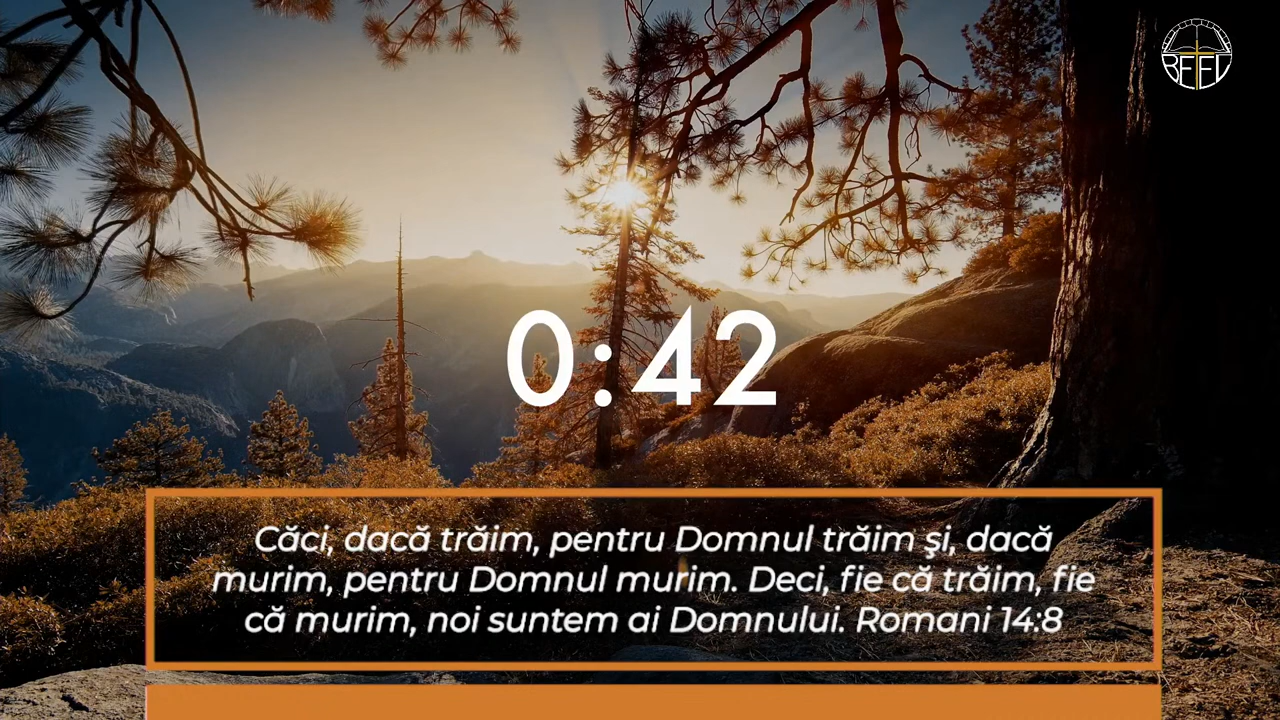 BETEL
0:42
Căci, dacă trăim, pentru Domnul trăim şi, dacă
murim, pentru Domnul murim. Deci, fie că trăim, fie
că murim, noi suntem ai Domnului. Romani 14:8